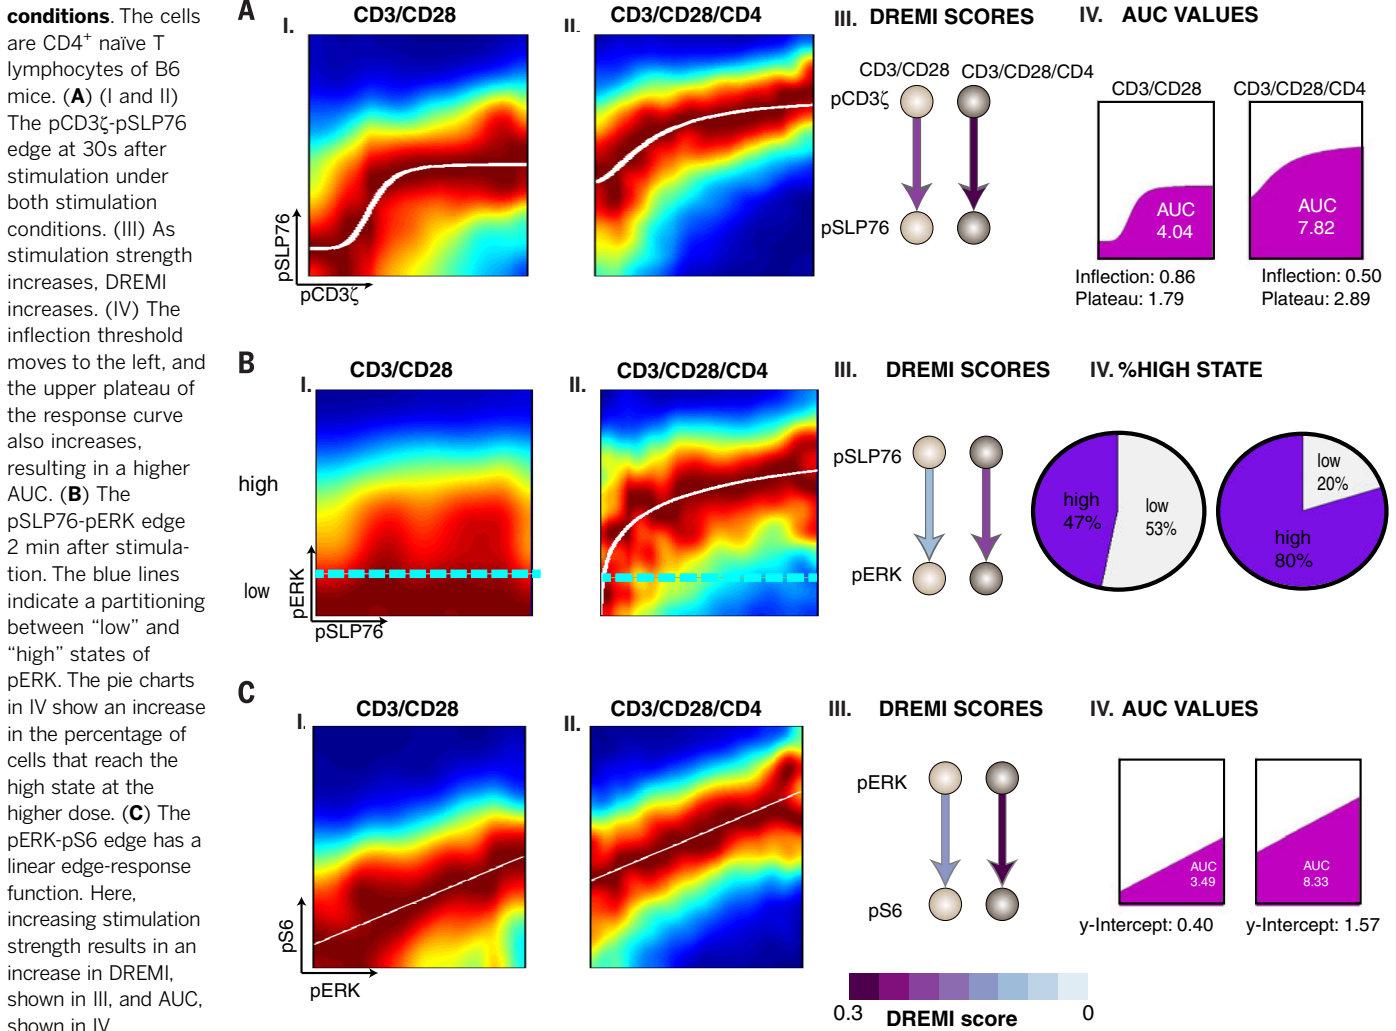 conditions. The cells
are CD4+ naïve T
lymphocytes of B6
mice. (A) (I and II)
The pCD3ζ-pSLP76
edge at 30s after
stimulation under
both stimulation
conditions. (III) As
stimulation strength
increases, DREMI
increases. (IV) The
inflection threshold
moves to the left, and
the upper plateau of
the response curve
also increases,
resulting in a higher
AUC. (B) The
pSLP76-pERK edge
2 min after stimula-
tion. The blue lines
indicate a partitioning
between “low” and
“high” states of
pERK. The pie charts
in IV show an increase
in the percentage of
cells that reach the
high state at the
higher dose. (C) The
pERK-pS6 edge has a
linear edge-response
function. Here,
increasing stimulation
strength results in an
increase in DREMI,
shown in III, and AUC,
shown in IV
A
I.
CD3/CD28
pSLP76
pCD3ζ
II.
CD3/CD28/CD4
III. DREMI SCORES
CD3/CD28 CD3/CD28/CD4
pCD3ζ
pSLP76
IV. AUC VALUES
CD3/CD28 CD3/CD28/CD4
AUC
4.04
AUC
7.82
Inflection: 0.86
Plateau: 1.79
Inflection: 0.50
Plateau: 2.89
B
I.
CD3/CD28
high
low
pERK
pSLP76
II.
CD3/CD28/CD4
III. DREMI SCORES
pSLP76
pERK
IV. %HIGH STATE
high
47%
low
53%
low
20%
high
80%
C
I.
CD3/CD28
pS6
pERK
II.
CD3/CD28/CD4
III. DREMI SCORES
pERK
pS6
IV. AUC VALUES
AUC
3.49
AUC
8.33
y-Intercept: 0.40
y-Intercept: 1.57
0.3 DREMI score 0